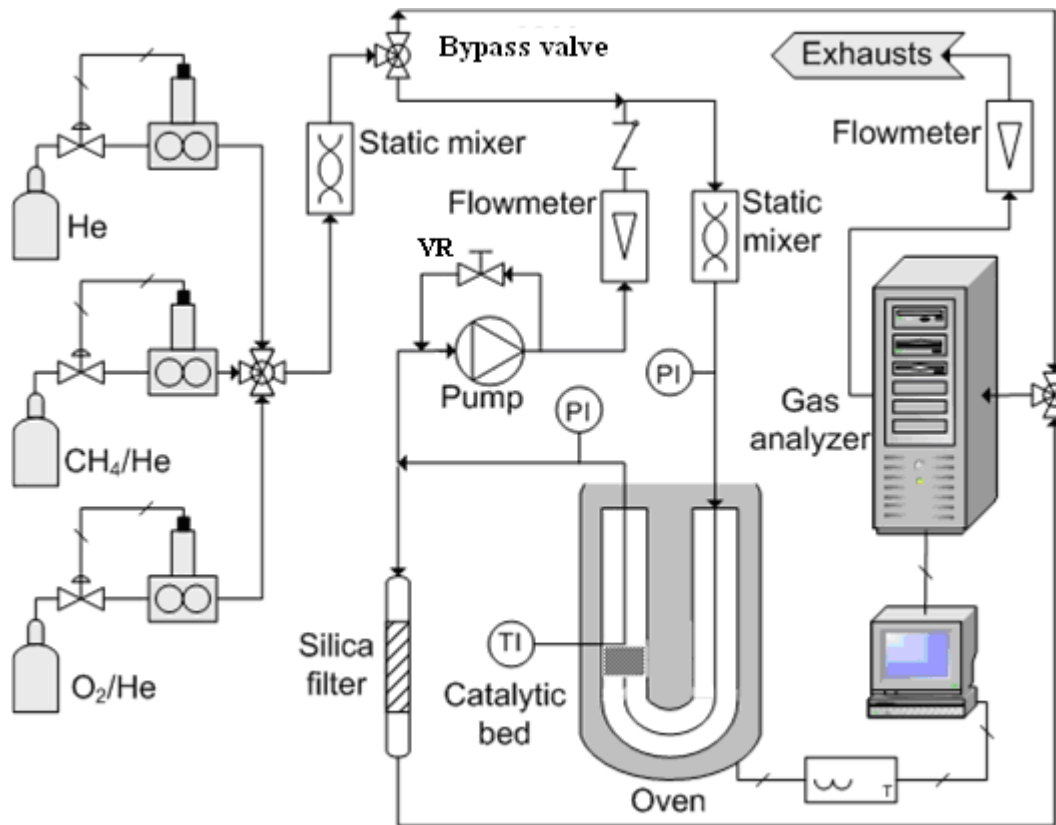 Bypass valve
Exhausts
Static mixer
Flowmeter
He
Flowmeter
Static
mixer
VR
PI
Pump
PI
Gas
analyzer
CH₄/He
TI
Silica
filter
Catalytic
bed
O₂/He
T
Oven